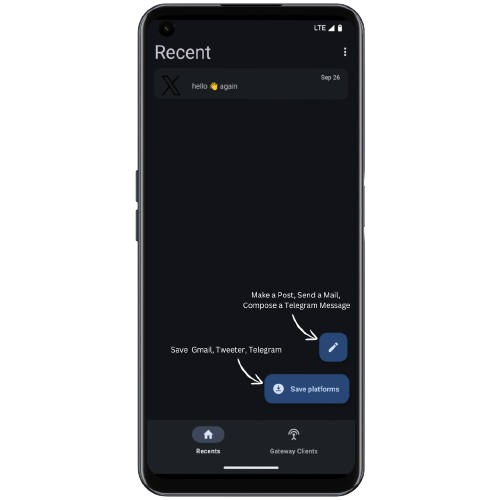 LTE
Recent
Sep 26
hello 👋 again
Make a Post, Send a Mail,
Compose a Telegram Message
Save Gmail, Tweeter, Telegram
Save platforms
Recents
Gateway Clients